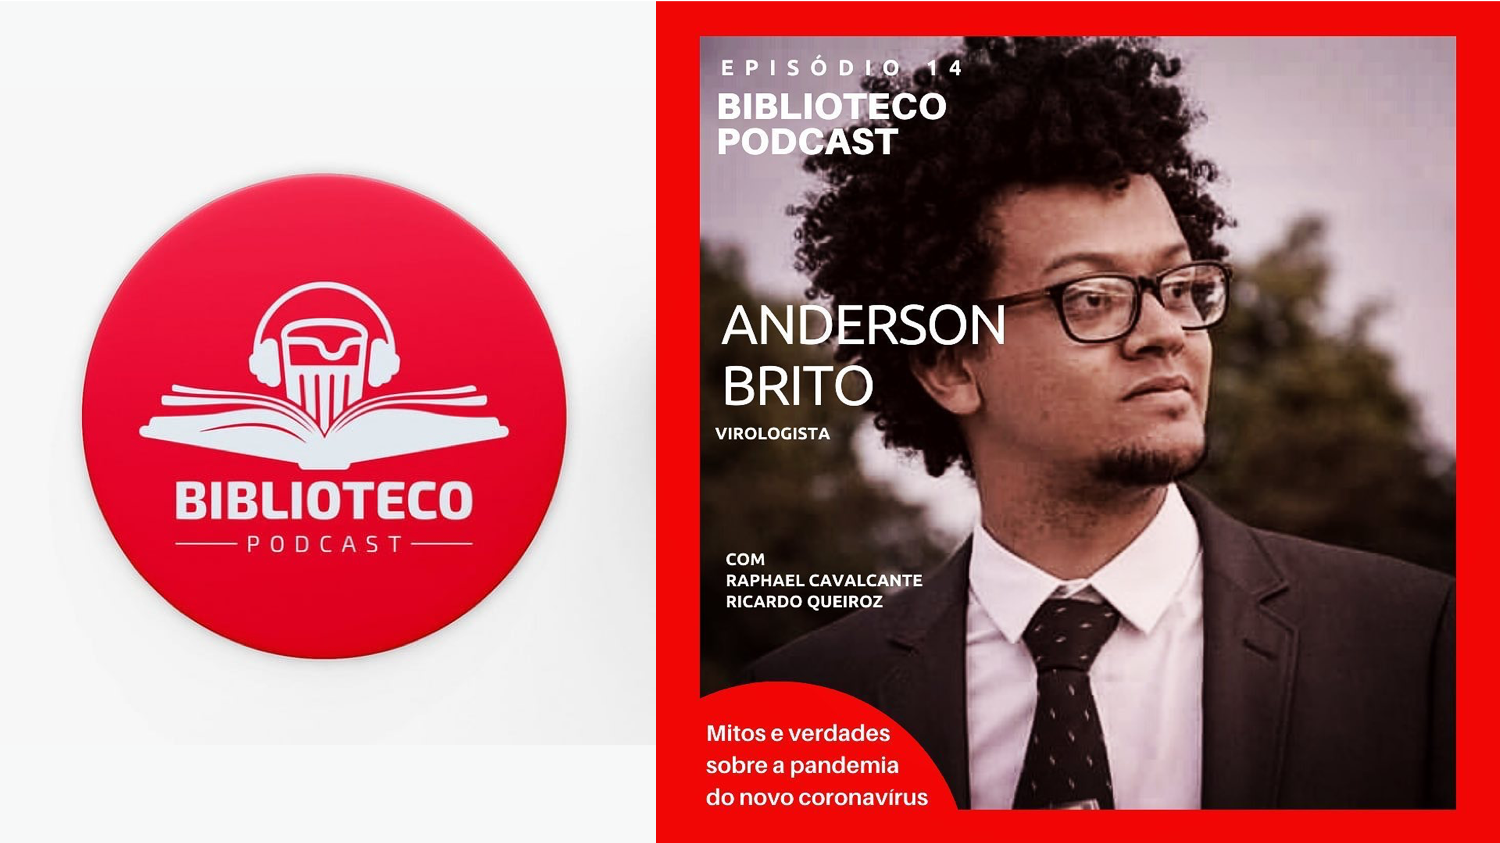 BIBLIOTECO
PODCAST
EPISÓDIO 14
BIBLIOTECO
PODCAST
ANDERSON
BRITO
VIROLOGISTA
COM
RAPHAEL CAVALCANTE
RICARDO QUEIROZ
Mitos e verdades
sobre a pandemia
do novo coronavírus